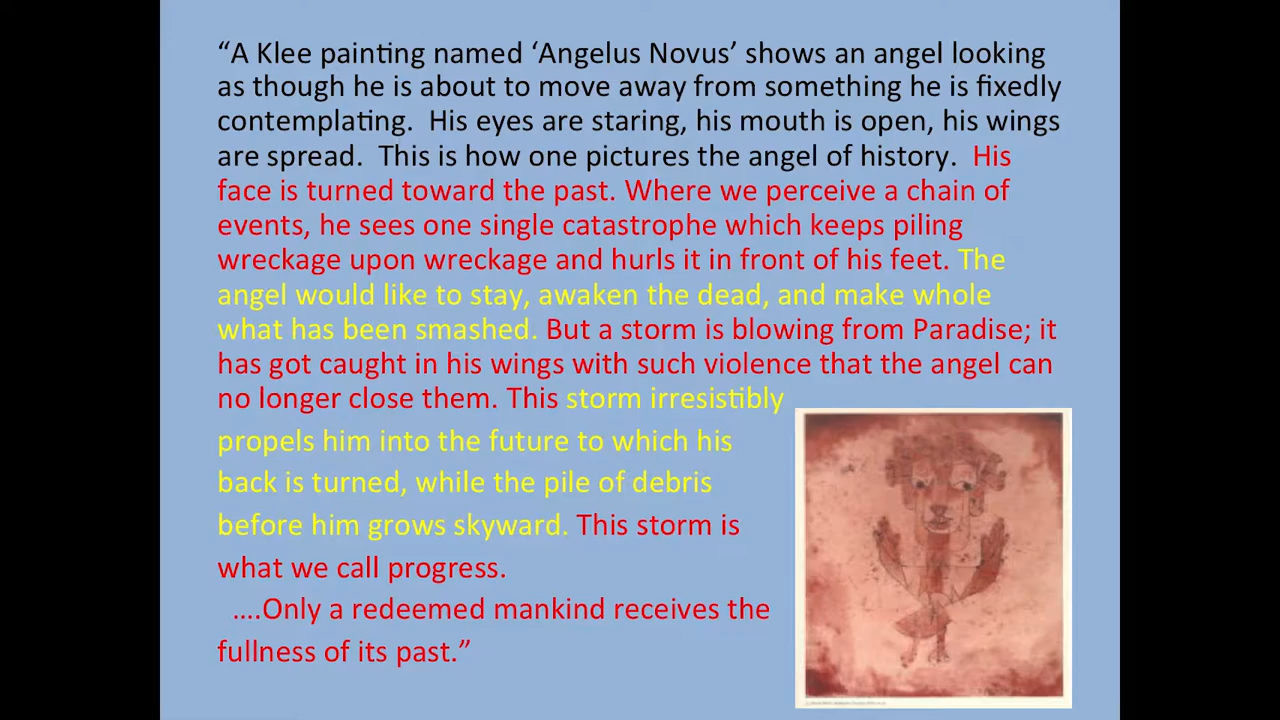 “A Klee painting named ‘Angelus Novus’ shows an angel looking
as though he is about to move away from something he is fixedly
contemplating.  His eyes are staring, his mouth is open, his wings
are spread.  This is how one pictures the angel of history.  His
face is turned toward the past. Where we perceive a chain of
events, he sees one single catastrophe which keeps piling
wreckage upon wreckage and hurls it in front of his feet. The
angel would like to stay, awaken the dead, and make whole
what has been smashed. But a storm is blowing from Paradise; it
has got caught in his wings with such violence that the angel can
no longer close them. This storm irresistibly
propels him into the future to which his
back is turned, while the pile of debris
before him grows skyward. This storm is
what we call progress.
....Only a redeemed mankind receives the
fullness of its past.”